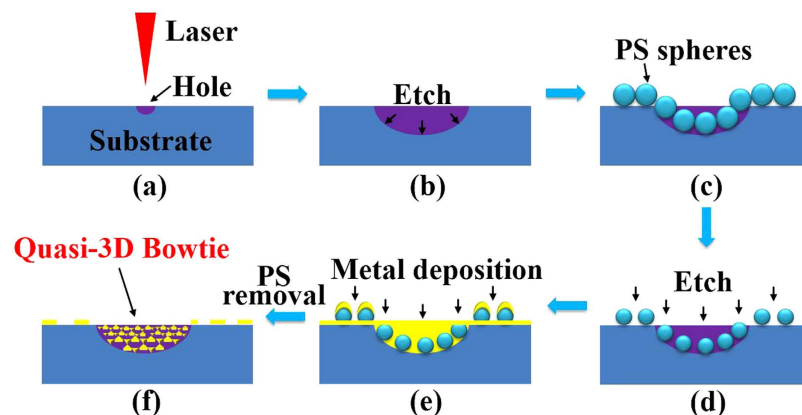 Laser
Hole
Substrate
(a)
Etch
(b)
PS spheres
(c)
Etch
(d)
Metal deposition
(e)
PS
removal
Quasi-3D Bowtie
(f)